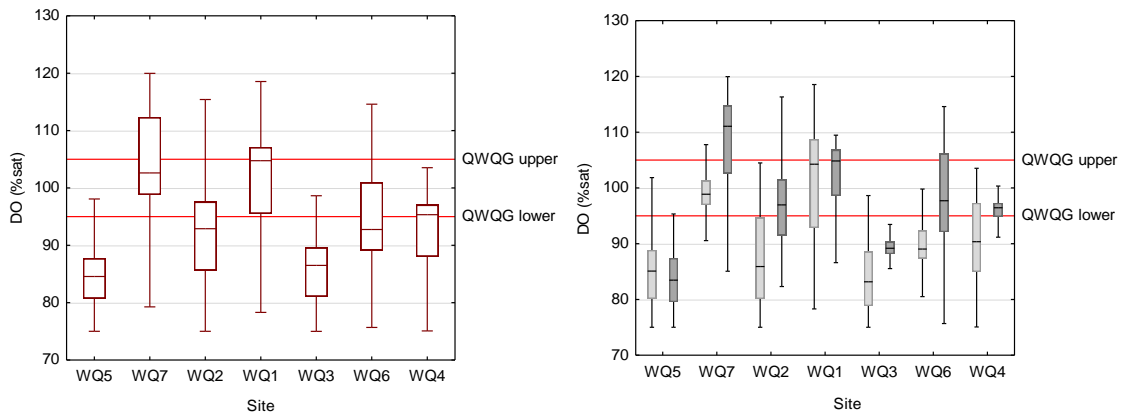 130
120
110
100
90
80
70
DO (%sat)
QWQG upper
QWQG lower
WQ5 WQ7 WQ2 WQ1 WQ3 WQ6 WQ4
Site
130
120
110
100
90
80
70
DO (%sat)
QWQG upper
QWQG lower
WQ5 WQ7 WQ2 WQ1 WQ3 WQ6 WQ4
Site